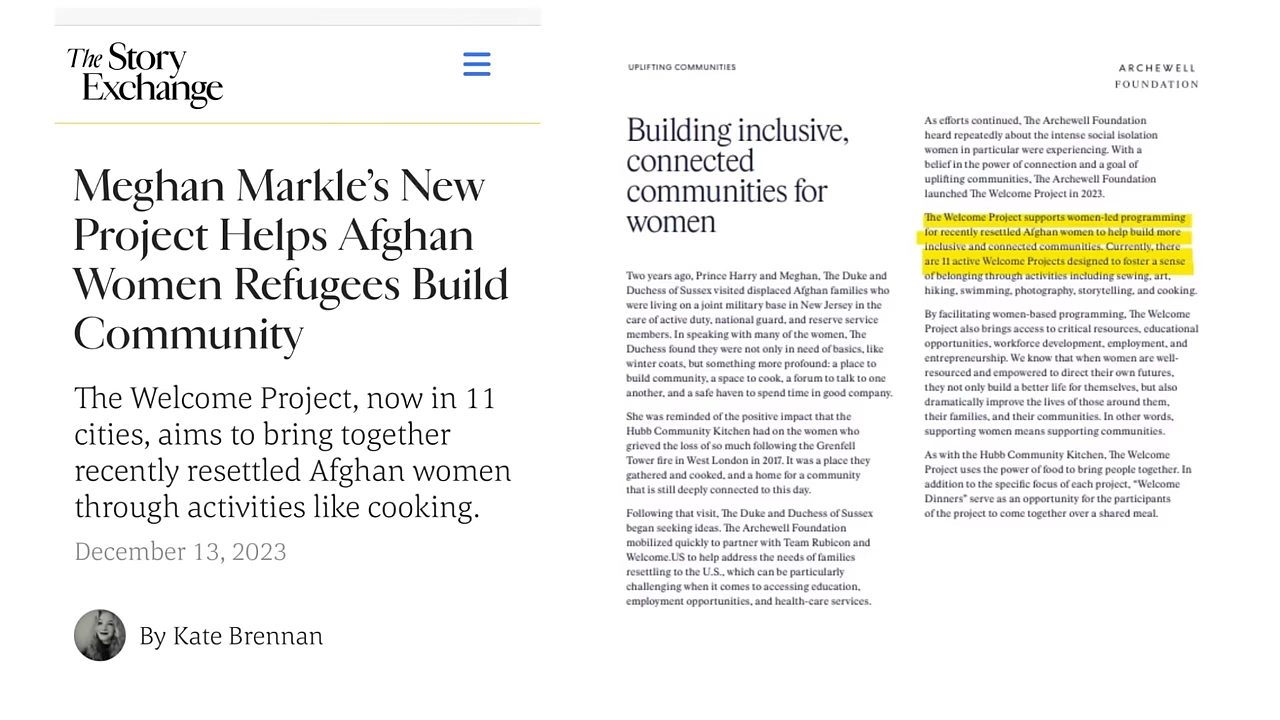 The Story
Exchange
Meghan Markle's New
Project Helps Afghan
Women Refugees Build
Community
The Welcome Project, now in 11
cities, aims to bring together
recently resettled Afghan women
through activities like cooking.
December 13, 2023
By Kate Brennan
UPLIFTING COMMUNITIES
ARCHEWELL
FOUNDATION
Building inclusive,
connected
communities for
women
Two years ago, Prince Harry and Meghan, The Duke and
Duchess of Sussex visited displaced Afghan families who
were living on a joint military base in New Jersey in the
care of active duty, national guard, and reserve service
members. In speaking with many of the women, The
Duchess found they were not only in need of basics, like
winter coats, but something more profound: a place to
build community, a space to cook, a forum to talk to one
another, and a safe haven to spend time in good company.
She was reminded of the positive impact that the
Hubb Community Kitchen had on the women who
grieved the loss of so much following the Grenfell
Tower fire in West London in 2017. It was a place they
gathered and cooked, and a home for a community
that is still deeply connected to this day.
Following that visit, The Duke and Duchess of Sussex
began seeking ideas. The Archewell Foundation
mobilized quickly to partner with Team Rubicon and
Welcome.US to help address the needs of families
resettling to the U.S., which can be particularly
challenging when it comes to accessing education,
employment opportunities, and health-care services.
As efforts continued, The Archewell Foundation
heard repeatedly about the intense social isolation
women in particular were experiencing. With a
belief in the power of connection and a goal of
uplifting communities, The Archewell Foundation
launched The Welcome Project in 2023.
The Welcome Project supports women-led programming
for recently resettled Afghan women to help build more
inclusive and connected communities. Currently, there
are 11 active Welcome Projects designed to foster a sense
of belonging through activities including sewing, art,
hiking, swimming, photography, storytelling, and cooking.
By facilitating women-based programming, The Welcome
Project also brings access to critical resources, educational
opportunities, workforce development, employment, and
entrepreneurship. We know that when women are well-
resourced and empowered to direct their own futures,
they not only build a better life for themselves, but also
dramatically improve the lives of those around them,
their families, and their communities. In other words,
supporting women means supporting communities.
As with the Hubb Community Kitchen, The Welcome
Project uses the power of food to bring people together. In
addition to the specific focus of each project, “Welcome
Dinners” serve as an opportunity for the participants
of the project to come together over a shared meal.